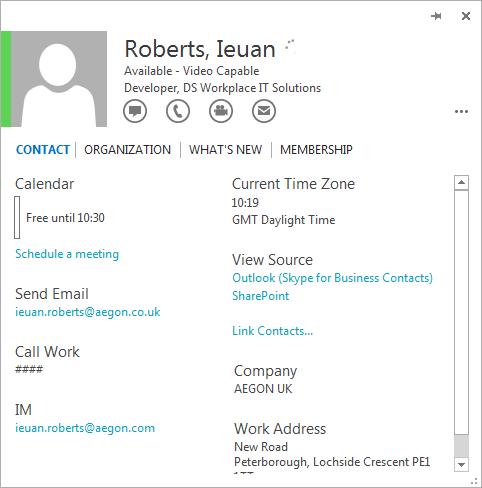 Roberts, Ieuan
Available - Video Capable
Developer, DS Workplace IT Solutions
CONTACT
ORGANIZATION
WHAT'S NEW
MEMBERSHIP
Calendar
Free until 10:30
Schedule a meeting
Send Email
ieuan.roberts@aegon.co.uk
Call Work
####
IM
ieuan.roberts@aegon.com
Current Time Zone
10:19
GMT Daylight Time
View Source
Outlook (Skype for Business Contacts)
SharePoint
Link Contacts...
Company
AEGON UK
Work Address
New Road
Peterborough, Lochside Crescent PE1